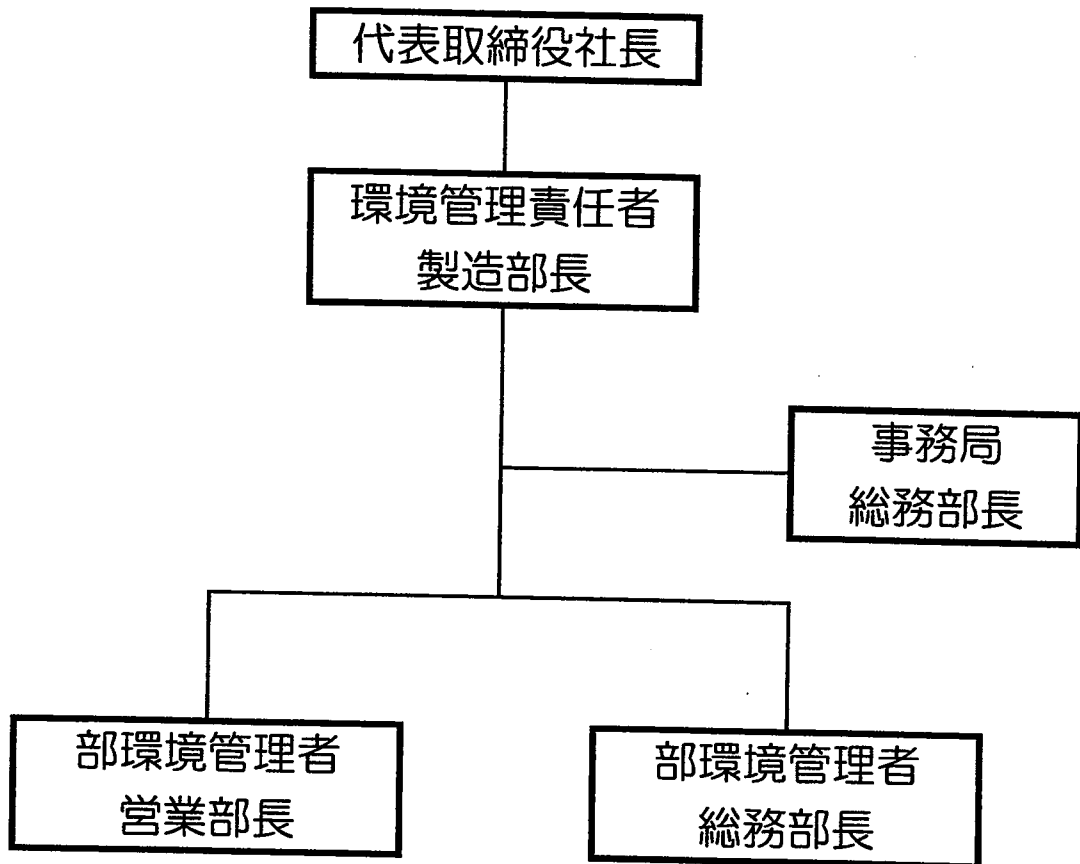 代表取締役社長
環境管理責任者
製造部長
事務局
総務部長
部環境管理者
営業部長
部環境管理者
総務部長